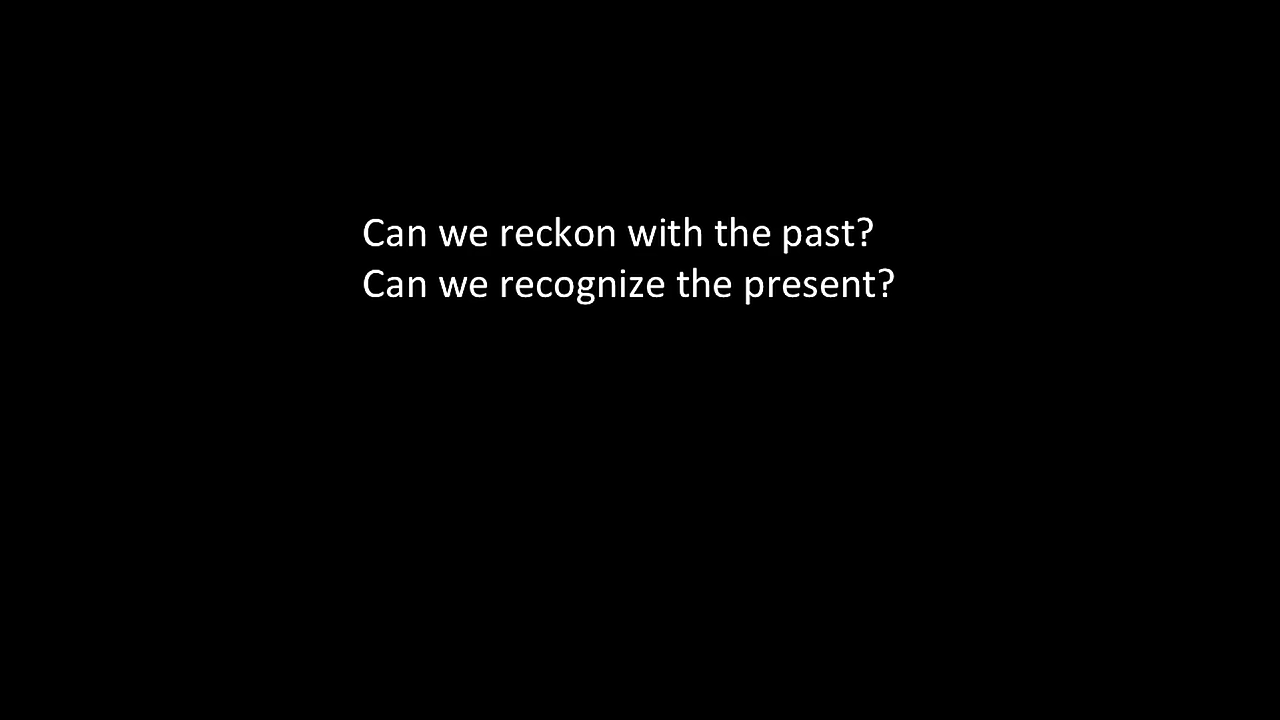 Can we reckon with the past?
Can we recognize the present?